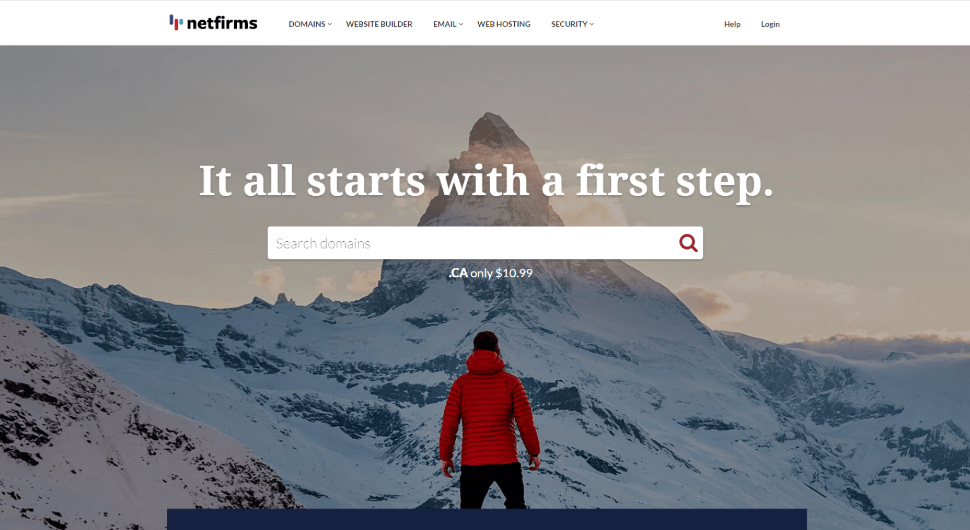 netfirms
DOMAINS
WEBSITE BUILDER
EMAIL
WEB HOSTING
SECURITY
Help
Login
It all starts with a first step.
Search domains
.CA only $10.99